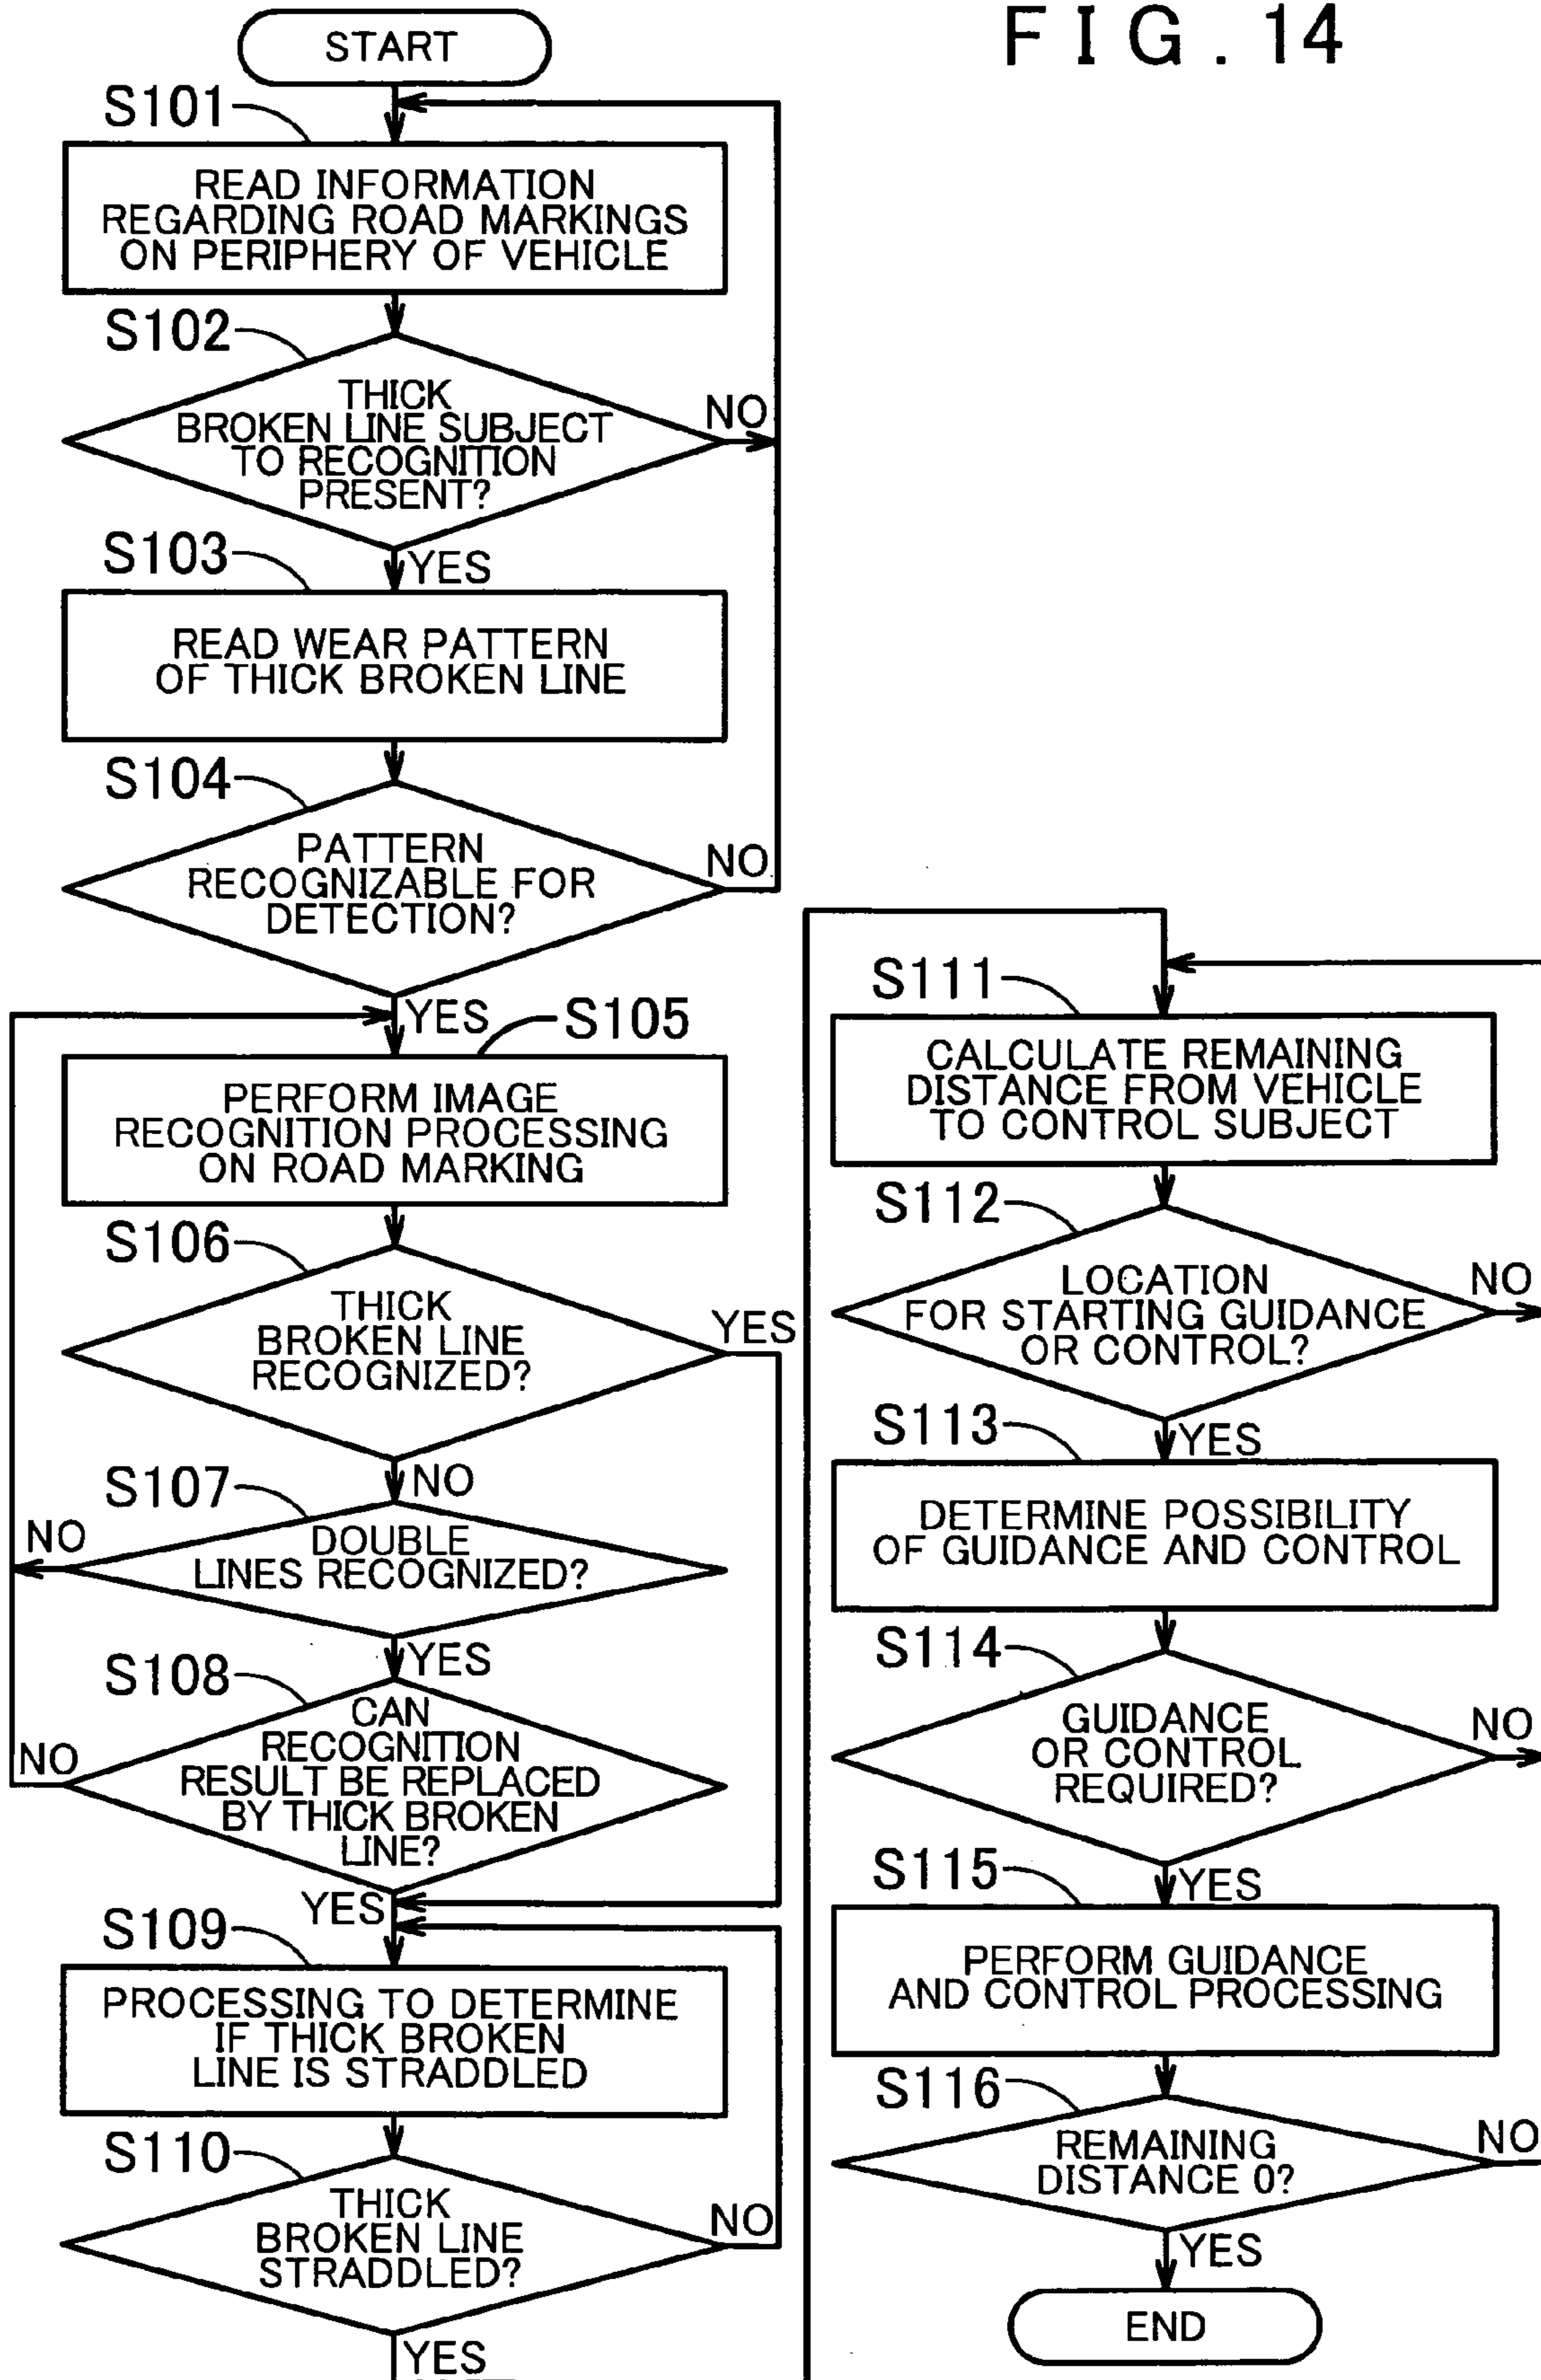 FIG.14
START
S101
READ INFORMATION
REGARDING ROAD MARKINGS
ON PERIPHERY OF VEHICLE
S102
THICK
BROKEN LINE SUBJECT
TO RECOGNITION
PRESENT?
NO
YES
S103
READ WEAR PATTERN
OF THICK BROKEN LINE
S104
PATTERN
RECOGNIZABLE FOR
DETECTION?
NO
YES
S105
PERFORM IMAGE
RECOGNITION PROCESSING
ON ROAD MARKING
S106
THICK
BROKEN LINE
RECOGNIZED?
YES
NO
S107
DOUBLE
LINES RECOGNIZED?
NO
YES
S108
CAN
RECOGNITION
RESULT BE REPLACED
BY THICK BROKEN
LINE?
NO
YES
S109
PROCESSING TO DETERMINE
IF THICK BROKEN
LINE IS STRADDLED
S110
THICK
BROKEN LINE
STRADDLED?
NO
YES
S111
CALCULATE REMAINING
DISTANCE FROM VEHICLE
TO CONTROL SUBJECT
S112
LOCATION
FOR STARTING GUIDANCE
OR CONTROL?
NO
YES
S113
DETERMINE POSSIBILITY
OF GUIDANCE AND CONTROL
S114
GUIDANCE
OR CONTROL
REQUIRED?
NO
YES
S115
PERFORM GUIDANCE
AND CONTROL PROCESSING
S116
REMAINING
DISTANCE 0?
NO
YES
END